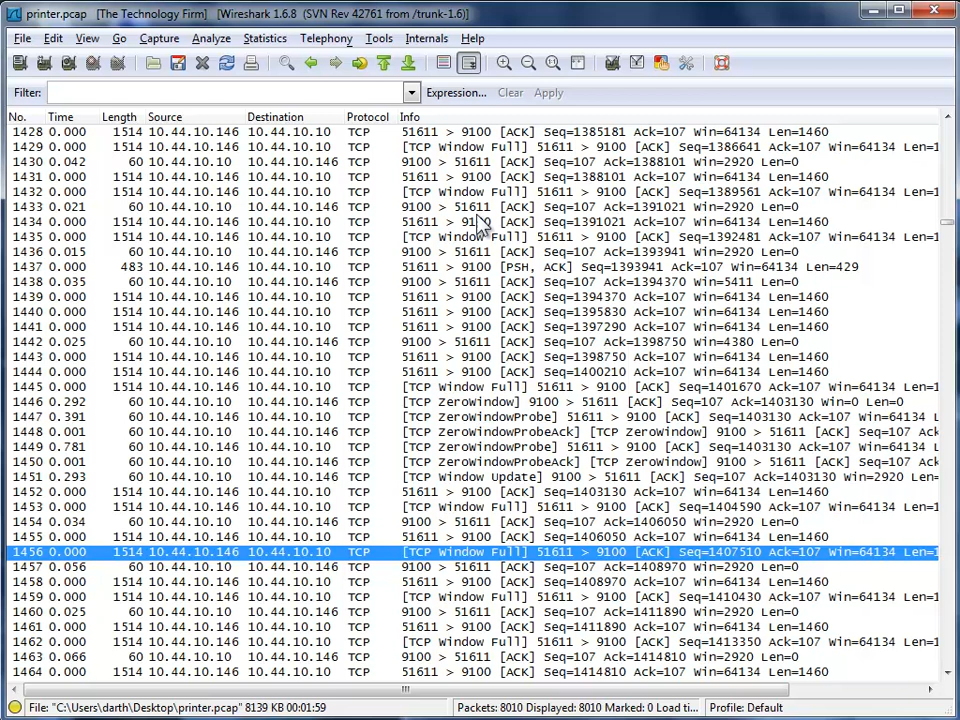 printer.pcap [The Technology Firm] [Wireshark 1.6.8 (SVN Rev 42761 from /trunk-1.6)]
File Edit View Go Capture Analyze Statistics Telephony Tools Internals Help
Filter: Expression... Clear Apply
No. Time Length Source Destination Protocol Info
1428 0.000 1514 10.44.10.146 10.44.10.10 TCP 51611 > 9100 [ACK] Seq=1385181 Ack=107 Win=64134 Len=1460
1429 0.000 1514 10.44.10.146 10.44.10.10 TCP [TCP Window Full] 51611 > 9100 [ACK] Seq=1386641 Ack=107 Win=64134 Len=1
1430 0.042 60 10.44.10.10 10.44.10.146 TCP 9100 > 51611 [ACK] Seq=107 Ack=1388101 Win=2920 Len=0
1431 0.000 1514 10.44.10.146 10.44.10.10 TCP 51611 > 9100 [ACK] Seq=1388101 Ack=107 Win=64134 Len=1460
1432 0.000 1514 10.44.10.146 10.44.10.10 TCP [TCP Window Full] 51611 > 9100 [ACK] Seq=1389561 Ack=107 Win=64134 Len=1
1433 0.021 60 10.44.10.10 10.44.10.146 TCP 9100 > 51611 [ACK] Seq=107 Ack=1391021 Win=2920 Len=0
1434 0.000 1514 10.44.10.146 10.44.10.10 TCP 51611 > 9100 [ACK] Seq=1391021 Ack=107 Win=64134 Len=1460
1435 0.000 1514 10.44.10.146 10.44.10.10 TCP [TCP Window Full] 51611 > 9100 [ACK] Seq=1392481 Ack=107 Win=64134 Len=1
1436 0.015 60 10.44.10.10 10.44.10.146 TCP 9100 > 51611 [ACK] Seq=107 Ack=1393941 Win=2920 Len=0
1437 0.000 483 10.44.10.146 10.44.10.10 TCP 51611 > 9100 [PSH, ACK] Seq=1393941 Ack=107 Win=64134 Len=429
1438 0.035 60 10.44.10.10 10.44.10.146 TCP 9100 > 51611 [ACK] Seq=107 Ack=1394370 Win=5411 Len=0
1439 0.000 1514 10.44.10.146 10.44.10.10 TCP 51611 > 9100 [ACK] Seq=1394370 Ack=107 Win=64134 Len=1460
1440 0.000 1514 10.44.10.146 10.44.10.10 TCP 51611 > 9100 [ACK] Seq=1395830 Ack=107 Win=64134 Len=1460
1441 0.000 1514 10.44.10.146 10.44.10.10 TCP 51611 > 9100 [ACK] Seq=1397290 Ack=107 Win=64134 Len=1460
1442 0.025 60 10.44.10.10 10.44.10.146 TCP 9100 > 51611 [ACK] Seq=107 Ack=1398750 Win=4380 Len=0
1443 0.000 1514 10.44.10.146 10.44.10.10 TCP 51611 > 9100 [ACK] Seq=1398750 Ack=107 Win=64134 Len=1460
1444 0.000 1514 10.44.10.146 10.44.10.10 TCP 51611 > 9100 [ACK] Seq=1400210 Ack=107 Win=64134 Len=1460
1445 0.000 1514 10.44.10.146 10.44.10.10 TCP [TCP Window Full] 51611 > 9100 [ACK] Seq=1401670 Ack=107 Win=64134 Len=1
1446 0.292 60 10.44.10.10 10.44.10.146 TCP [TCP ZeroWindow] 9100 > 51611 [ACK] Seq=107 Ack=1403130 Win=0 Len=0
1447 0.391 60 10.44.10.146 10.44.10.10 TCP [TCP ZeroWindowProbe] 51611 > 9100 [ACK] Seq=1403130 Ack=107 Win=64134 L
1448 0.001 60 10.44.10.10 10.44.10.146 TCP [TCP ZeroWindowProbeAck] [TCP ZeroWindow] 9100 > 51611 [ACK] Seq=107 Ack
1449 0.781 60 10.44.10.146 10.44.10.10 TCP [TCP ZeroWindowProbe] 51611 > 9100 [ACK] Seq=1403130 Ack=107 Win=64134 L
1450 0.001 60 10.44.10.10 10.44.10.146 TCP [TCP ZeroWindowProbeAck] [TCP ZeroWindow] 9100 > 51611 [ACK] Seq=107 Ack
1451 0.293 60 10.44.10.10 10.44.10.146 TCP [TCP Window Update] 9100 > 51611 [ACK] Seq=107 Ack=1403130 Win=2920 Len=
1452 0.000 1514 10.44.10.146 10.44.10.10 TCP 51611 > 9100 [ACK] Seq=1403130 Ack=107 Win=64134 Len=1460
1453 0.000 1514 10.44.10.146 10.44.10.10 TCP [TCP Window Full] 51611 > 9100 [ACK] Seq=1404590 Ack=107 Win=64134 Len=1
1454 0.034 60 10.44.10.10 10.44.10.146 TCP 9100 > 51611 [ACK] Seq=107 Ack=1406050 Win=2920 Len=0
1455 0.000 1514 10.44.10.146 10.44.10.10 TCP 51611 > 9100 [ACK] Seq=1406050 Ack=107 Win=64134 Len=1460
1456 0.000 1514 10.44.10.146 10.44.10.10 TCP [TCP Window Full] 51611 > 9100 [ACK] Seq=1407510 Ack=107 Win=64134 Len=1
1457 0.056 60 10.44.10.10 10.44.10.146 TCP 9100 > 51611 [ACK] Seq=107 Ack=1408970 Win=2920 Len=0
1458 0.000 1514 10.44.10.146 10.44.10.10 TCP 51611 > 9100 [ACK] Seq=1408970 Ack=107 Win=64134 Len=1460
1459 0.000 1514 10.44.10.146 10.44.10.10 TCP [TCP Window Full] 51611 > 9100 [ACK] Seq=1410430 Ack=107 Win=64134 Len=1
1460 0.025 60 10.44.10.10 10.44.10.146 TCP 9100 > 51611 [ACK] Seq=107 Ack=1411890 Win=2920 Len=0
1461 0.000 1514 10.44.10.146 10.44.10.10 TCP 51611 > 9100 [ACK] Seq=1411890 Ack=107 Win=64134 Len=1460
1462 0.000 1514 10.44.10.146 10.44.10.10 TCP [TCP Window Full] 51611 > 9100 [ACK] Seq=1413350 Ack=107 Win=64134 Len=1
1463 0.066 60 10.44.10.10 10.44.10.146 TCP 9100 > 51611 [ACK] Seq=107 Ack=1414810 Win=2920 Len=0
1464 0.000 1514 10.44.10.146 10.44.10.10 TCP 51611 > 9100 [ACK] Seq=1414810 Ack=107 Win=64134 Len=1460
File: "C:\Users\darth\Desktop\printer.pcap" 8139 KB 00:01:59 Packets: 8010 Displayed: 8010 Marked: 0 Load ti... Profile: Default